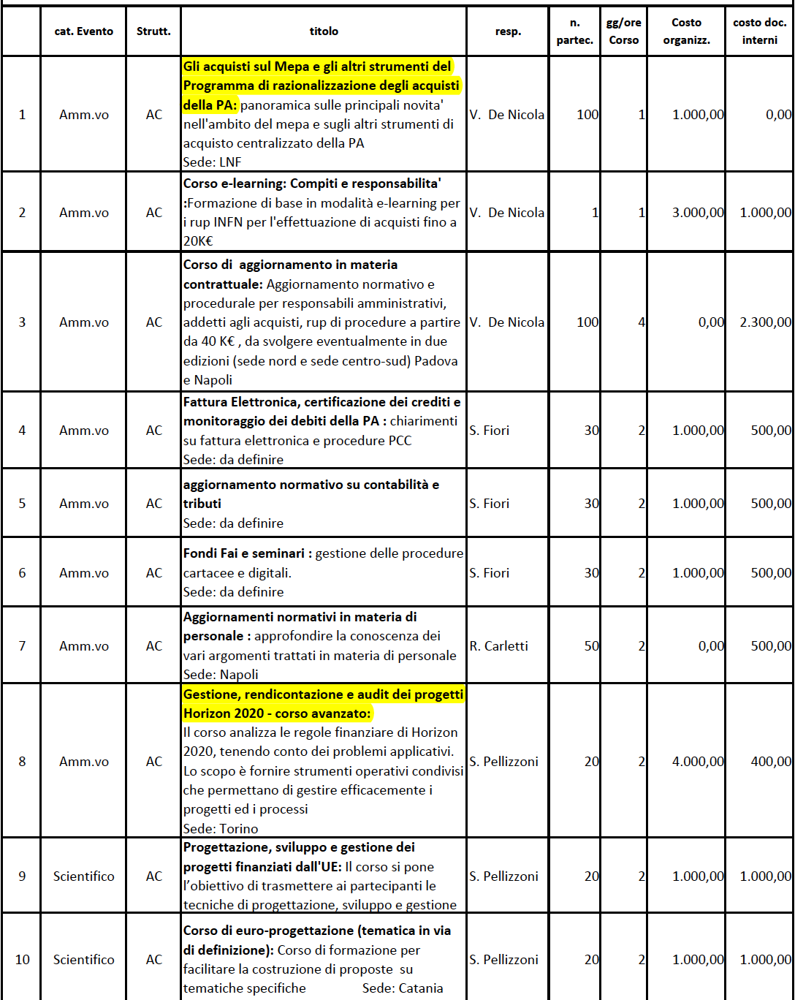 cat. Evento Strutt. titolo resp. n. partec. gg/ore Corso Costo organizz. costo doc. interni
1 Amm.vo AC
Gli acquisti sul Mepa e gli altri strumenti del
Programma di razionalizzazione degli acquisti
della PA: panoramica sulle principali novita'
nell'ambito del mepa e sugli altri strumenti di
acquisto centralizzato della PA
Sede: LNF
V. De Nicola 100 1 1.000,00 0,00
2 Amm.vo AC
Corso e-learning: Compiti e responsabilita'
:Formazione di base in modalità e-learning per
i rup INFN per l'effettuazione di acquisti fino a
20K€
V. De Nicola 1 1 3.000,00 1.000,00
3 Amm.vo AC
Corso di aggiornamento in materia
contrattuale: Aggiornamento normativo e
procedurale per responsabili amministrativi,
addetti agli acquisti, rup di procedure a partire
da 40 K€ , da svolgere eventualmente in due
edizioni (sede nord e sede centro-sud) Padova
e Napoli
V. De Nicola 100 4 0,00 2.300,00
4 Amm.vo AC
Fattura Elettronica, certificazione dei crediti e
monitoraggio dei debiti della PA : chiarimenti
su fattura elettronica e procedure PCC
Sede: da definire
S. Fiori 30 2 1.000,00 500,00
5 Amm.vo AC
aggiornamento normativo su contabilità e
tributi
Sede: da definire
S. Fiori 30 2 1.000,00 500,00
6 Amm.vo AC
Fondi Fai e seminari : gestione delle procedure
cartacee e digitali.
Sede: da definire
S. Fiori 30 2 1.000,00 500,00
7 Amm.vo AC
Aggiornamenti normativi in materia di
personale : approfondire la conoscenza dei
vari argomenti trattati in materia di personale
Sede: Napoli
R. Carletti 50 2 0,00 500,00
8 Amm.vo AC
Gestione, rendicontazione e audit dei progetti
Horizon 2020 - corso avanzato:
Il corso analizza le regole finanziare di Horizon
2020, tenendo conto dei problemi applicativi.
Lo scopo è fornire strumenti operativi condivisi
che permettano di gestire efficacemente i
progetti ed i processi
Sede: Torino
S. Pellizzoni 20 2 4.000,00 400,00
9 Scientifico AC
Progettazione, sviluppo e gestione dei
progetti finanziati dall'UE: Il corso si pone
l’obiettivo di trasmettere ai partecipanti le
tecniche di progettazione, sviluppo e gestione
S. Pellizzoni 20 2 1.000,00 1.000,00
10 Scientifico AC
Corso di euro-progettazione (tematica in via
di definizione): Corso di formazione per
facilitare la costruzione di proposte su
tematiche specifiche Sede: Catania
S. Pellizzoni 20 2 1.000,00 1.000,00